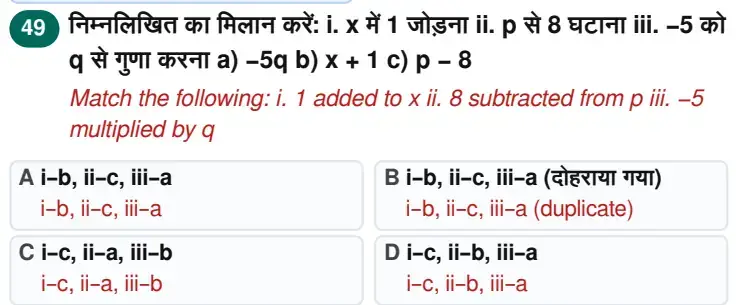 49 निम्नलिखित का मिलान करें: i. x में 1 जोड़ना ii. p से 8 घटाना iii. −5 को
q से गुणा करना a) −5q b) x + 1 c) p − 8
Match the following: i. 1 added to x ii. 8 subtracted from p iii. −5
multiplied by q
A i−b, ii−c, iii−a
i−b, ii−c, iii−a
B i−b, ii−c, iii−a (दोहराया गया)
i−b, ii−c, iii−a (duplicate)
C i−c, ii−a, iii−b
i−c, ii−a, iii−b
D i−c, ii−b, iii−a
i−c, ii−b, iii−a